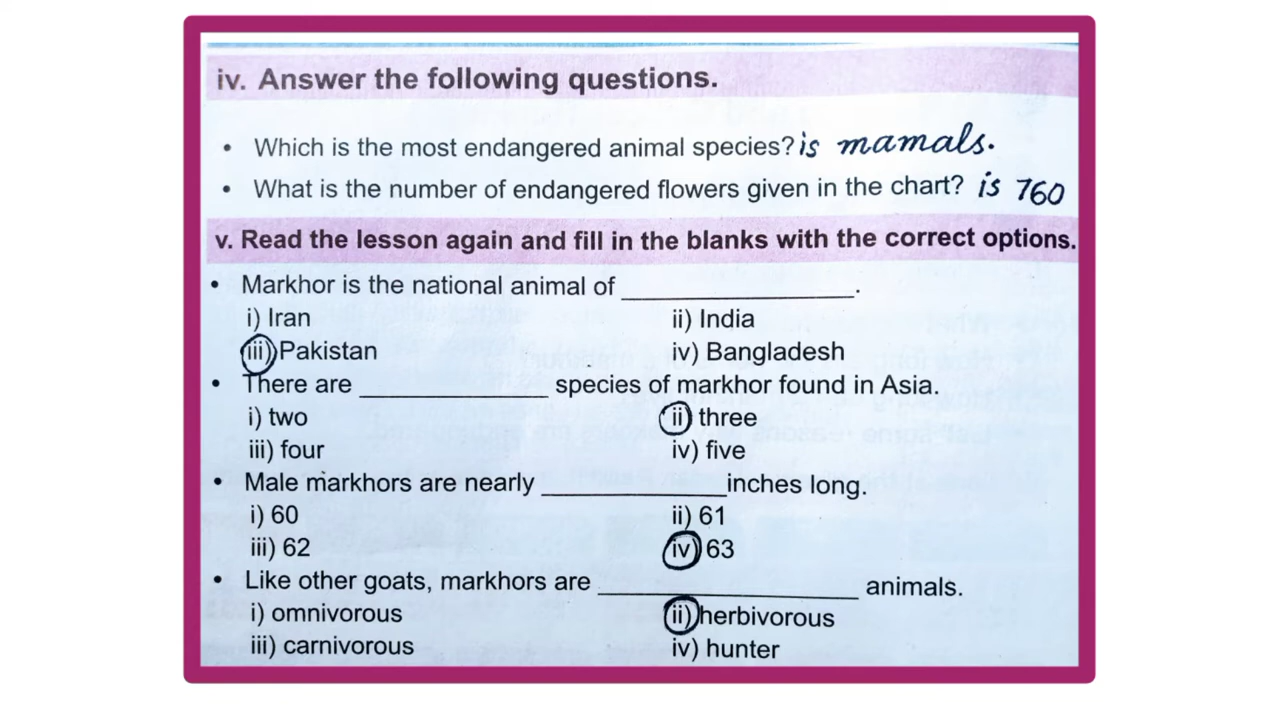 iv. Answer the following questions.
• Which is the most endangered animal species? is mamals.
• What is the number of endangered flowers given in the chart? is 760
v. Read the lesson again and fill in the blanks with the correct options.
• Markhor is the national animal of ________________.
i) Iran ii) India
iii) Pakistan iv) Bangladesh
• There are _____________ species of markhor found in Asia.
i) two ii) three
iii) four iv) five
• Male markhors are nearly _____________ inches long.
i) 60 ii) 61
iii) 62 iv) 63
• Like other goats, markhors are __________________ animals.
i) omnivorous ii) herbivorous
iii) carnivorous iv) hunter